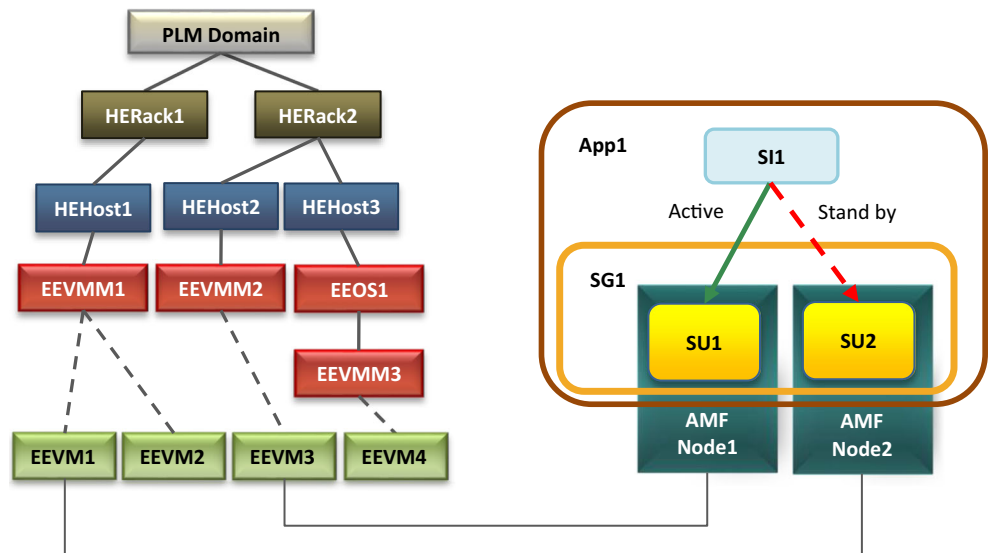 PLM Domain
HERack1
HERack2
HEHost1
HEHost2
HEHost3
EEVMM1
EEVMM2
EEOS1
EEVMM3
EEVM1
EEVM2
EEVM3
EEVM4
App1
SI1
Active
Stand by
SG1
SU1
SU2
AMF
Node1
AMF
Node2